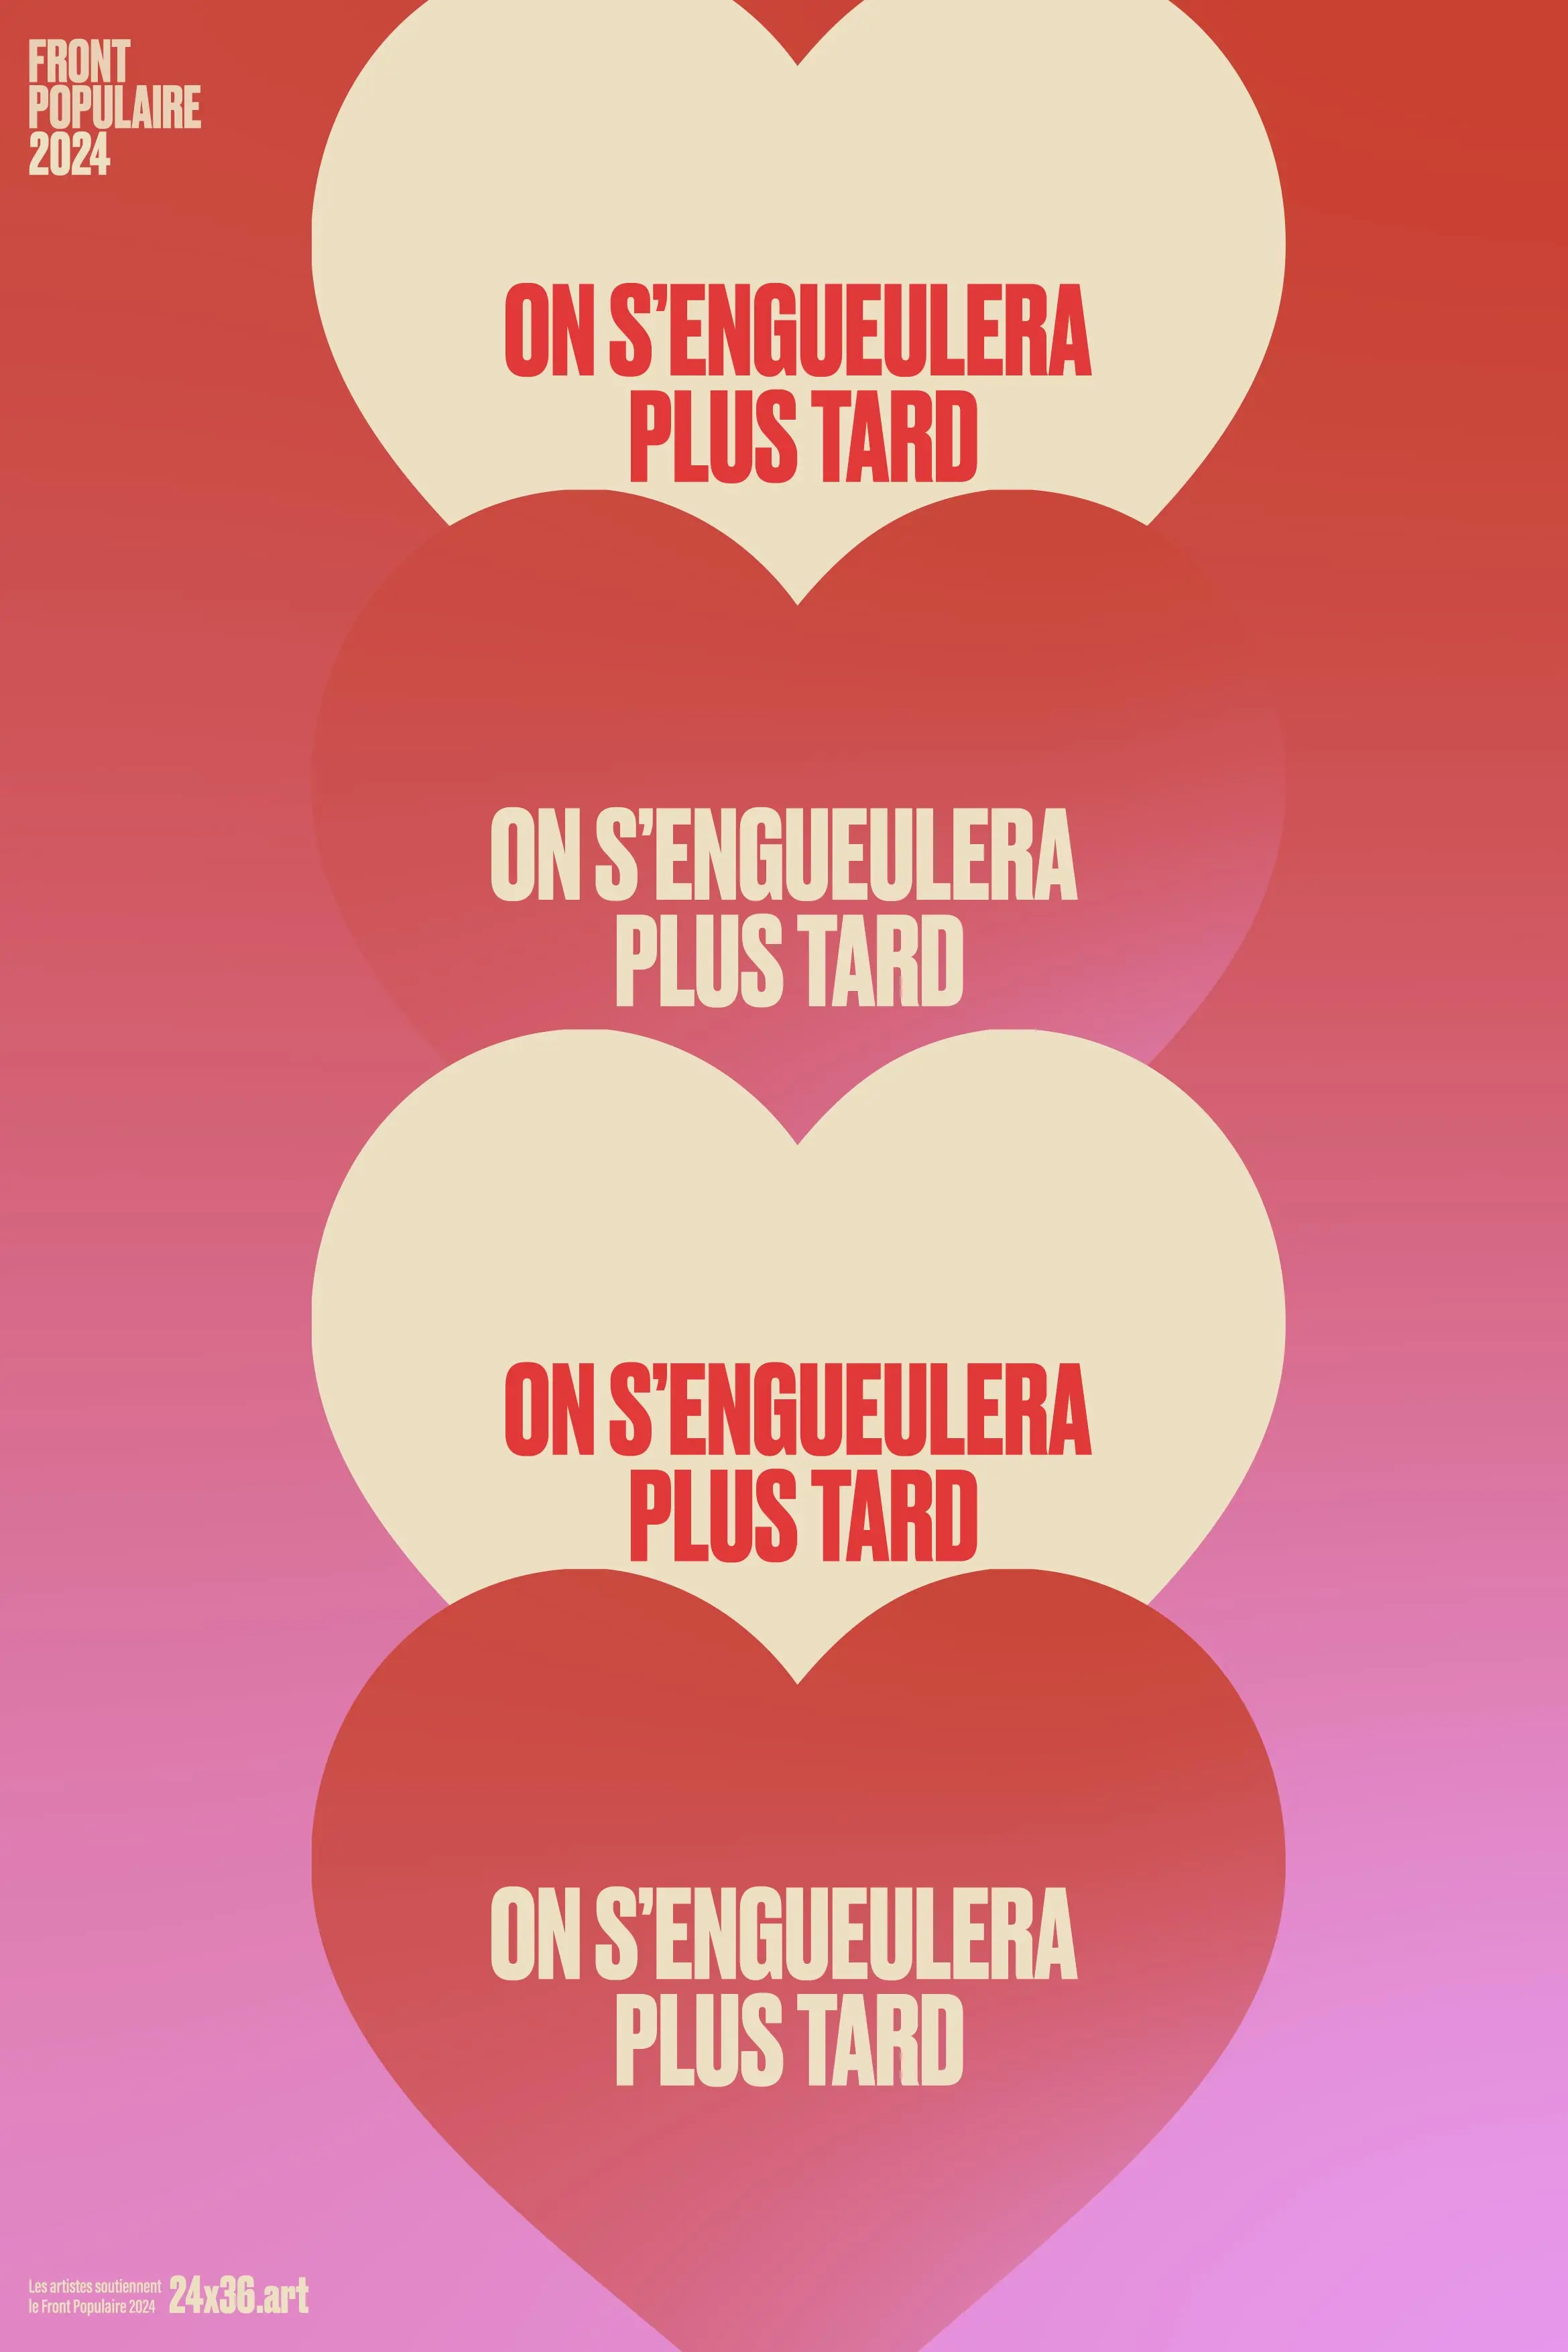 FRONT
POPULAIRE
2024
ON S’ENGUEULERA
PLUS TARD
ON S’ENGUEULERA
PLUS TARD
ON S’ENGUEULERA
PLUS TARD
ON S’ENGUEULERA
PLUS TARD
Les artistes soutiennent
le Front Populaire 2024
24x36.art